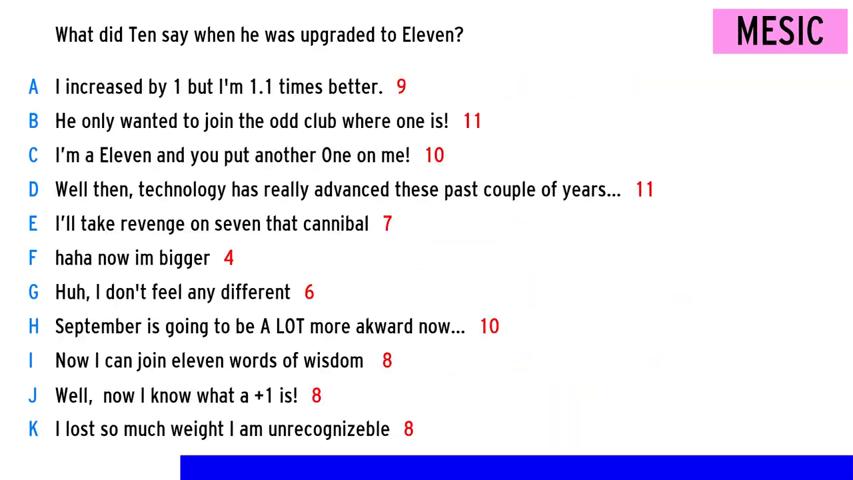 What did Ten say when he was upgraded to Eleven?
MESIC
A I increased by 1 but I'm 1.1 times better. 9
B He only wanted to join the odd club where one is! 11
C I'm a Eleven and you put another One on me! 10
D Well then, technology has really advanced these past couple of years... 11
E I'll take revenge on seven that cannibal 7
F haha now im bigger 4
G Huh, I don't feel any different 6
H September is going to be A LOT more akward now... 10
I Now I can join eleven words of wisdom 8
J Well, now I know what a +1 is! 8
K I lost so much weight I am unrecognizeble 8